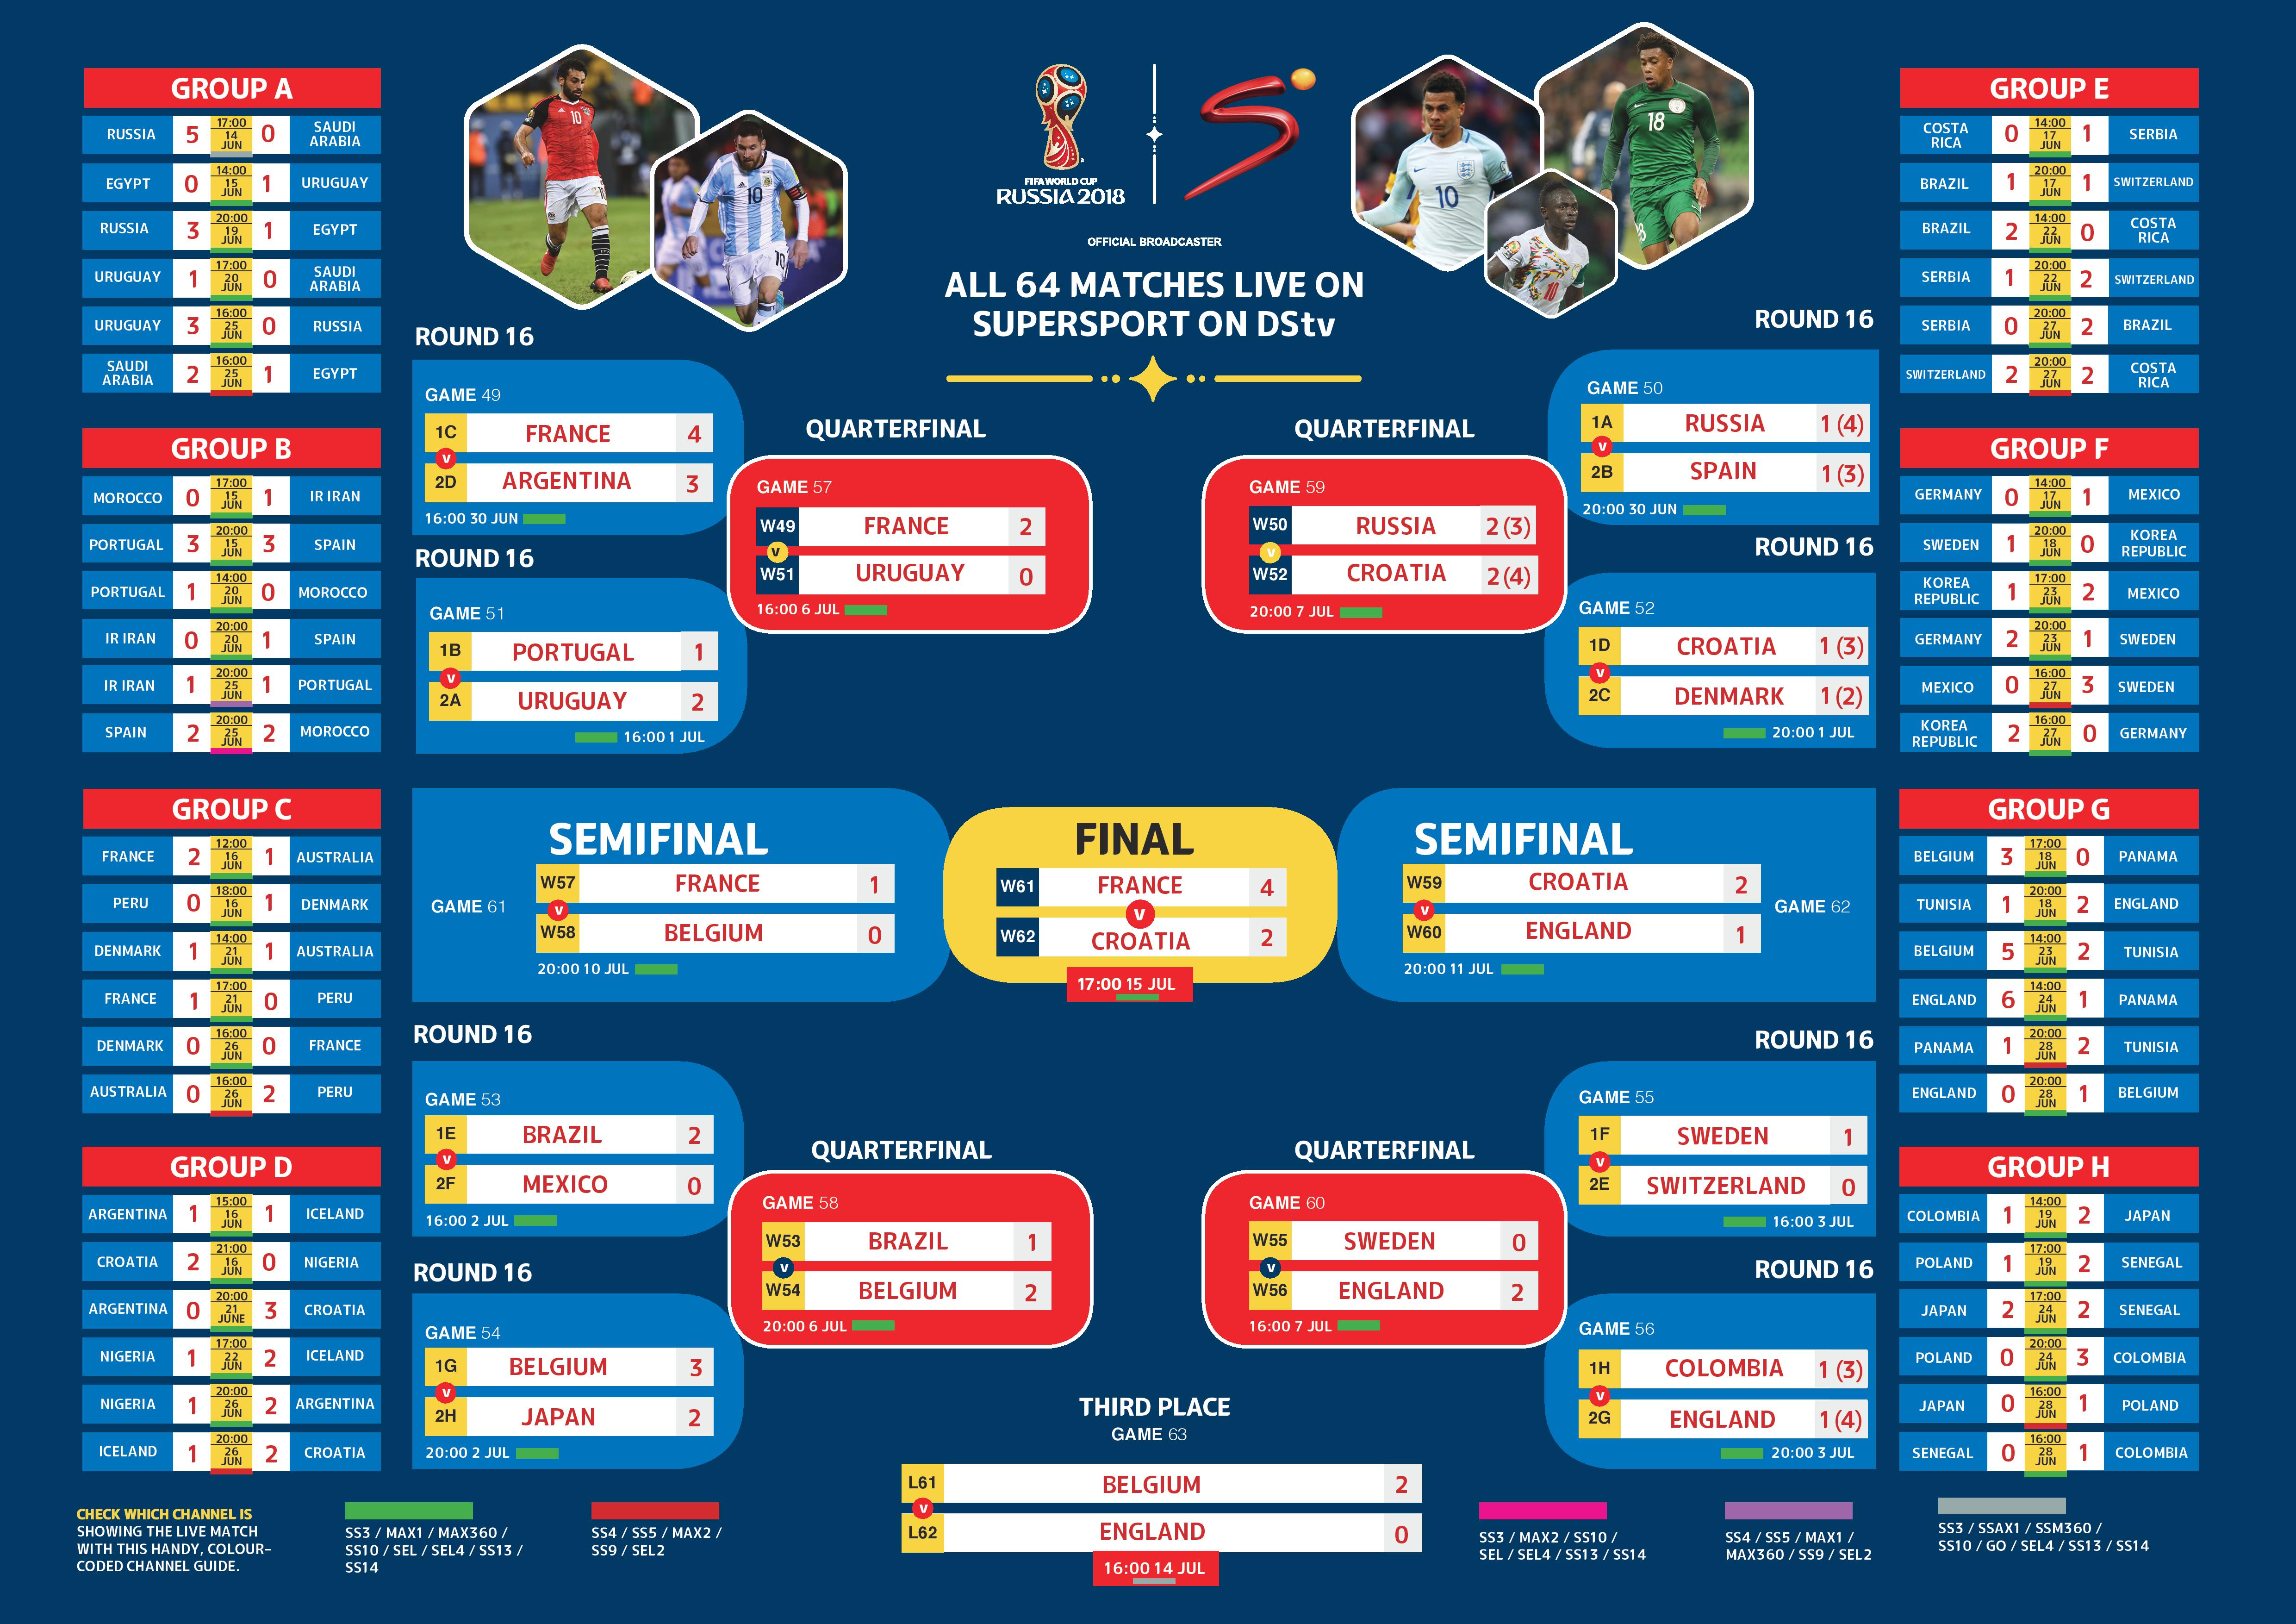 FIFA WORLD CUP
RUSSIA 2018
OFFICIAL BROADCASTER
ALL 64 MATCHES LIVE ON
SUPERSPORT ON DStv
GROUP A
RUSSIA 5 17:00 14 JUN 0 SAUDI ARABIA
EGYPT 0 14:00 15 JUN 1 URUGUAY
RUSSIA 3 20:00 19 JUN 1 EGYPT
URUGUAY 1 17:00 20 JUN 0 SAUDI ARABIA
URUGUAY 3 16:00 25 JUN 0 RUSSIA
SAUDI ARABIA 2 16:00 25 JUN 1 EGYPT
GROUP B
MOROCCO 0 17:00 15 JUN 1 IR IRAN
PORTUGAL 3 20:00 15 JUN 3 SPAIN
PORTUGAL 1 14:00 20 JUN 0 MOROCCO
IR IRAN 0 20:00 20 JUN 1 SPAIN
IR IRAN 1 20:00 25 JUN 1 PORTUGAL
SPAIN 2 20:00 25 JUN 2 MOROCCO
GROUP C
FRANCE 2 12:00 16 JUN 1 AUSTRALIA
PERU 0 18:00 16 JUN 1 DENMARK
DENMARK 1 14:00 21 JUN 1 AUSTRALIA
FRANCE 1 17:00 21 JUN 0 PERU
DENMARK 0 16:00 26 JUN 0 FRANCE
AUSTRALIA 0 16:00 26 JUN 2 PERU
GROUP D
ARGENTINA 1 15:00 16 JUN 1 ICELAND
CROATIA 2 21:00 16 JUN 0 NIGERIA
ARGENTINA 0 20:00 21 JUNE 3 CROATIA
NIGERIA 1 17:00 22 JUN 2 ICELAND
NIGERIA 1 20:00 26 JUN 2 ARGENTINA
ICELAND 1 20:00 26 JUN 2 CROATIA
ROUND 16
GAME 49
1C FRANCE 4
v
2D ARGENTINA 3
16:00 30 JUN
ROUND 16
GAME 51
1B PORTUGAL 1
v
2A URUGUAY 2
16:00 1 JUL
QUARTERFINAL
GAME 57
W49 FRANCE 2
v
W51 URUGUAY 0
16:00 6 JUL
QUARTERFINAL
GAME 59
W50 RUSSIA 2 (3)
v
W52 CROATIA 2 (4)
20:00 7 JUL
ROUND 16
GAME 50
1A RUSSIA 1 (4)
v
2B SPAIN 1 (3)
20:00 30 JUN
ROUND 16
GAME 52
1D CROATIA 1 (3)
v
2C DENMARK 1 (2)
20:00 1 JUL
SEMIFINAL
GAME 61
W57 FRANCE 1
v
W58 BELGIUM 0
20:00 10 JUL
FINAL
W61 FRANCE 4
v
W62 CROATIA 2
17:00 15 JUL
SEMIFINAL
GAME 62
W59 CROATIA 2
v
W60 ENGLAND 1
20:00 11 JUL
ROUND 16
GAME 53
1E BRAZIL 2
v
2F MEXICO 0
16:00 2 JUL
ROUND 16
GAME 54
1G BELGIUM 3
v
2H JAPAN 2
20:00 2 JUL
QUARTERFINAL
GAME 58
W53 BRAZIL 1
v
W54 BELGIUM 2
20:00 6 JUL
QUARTERFINAL
GAME 60
W55 SWEDEN 0
v
W56 ENGLAND 2
16:00 7 JUL
ROUND 16
GAME 55
1F SWEDEN 1
v
2E SWITZERLAND 0
16:00 3 JUL
ROUND 16
GAME 56
1H COLOMBIA 1 (3)
v
2G ENGLAND 1 (4)
20:00 3 JUL
THIRD PLACE
GAME 63
L61 BELGIUM 2
v
L62 ENGLAND 0
16:00 14 JUL
GROUP E
COSTA RICA 0 14:00 17 JUN 1 SERBIA
BRAZIL 1 20:00 17 JUN 1 SWITZERLAND
BRAZIL 2 14:00 22 JUN 0 COSTA RICA
SERBIA 1 20:00 22 JUN 2 SWITZERLAND
SERBIA 0 20:00 27 JUN 2 BRAZIL
SWITZERLAND 2 20:00 27 JUN 2 COSTA RICA
GROUP F
GERMANY 0 14:00 17 JUN 1 MEXICO
SWEDEN 1 20:00 18 JUN 0 KOREA REPUBLIC
KOREA REPUBLIC 1 17:00 23 JUN 2 MEXICO
GERMANY 2 20:00 23 JUN 1 SWEDEN
MEXICO 0 16:00 27 JUN 3 SWEDEN
KOREA REPUBLIC 2 16:00 27 JUN 0 GERMANY
GROUP G
BELGIUM 3 17:00 18 JUN 0 PANAMA
TUNISIA 1 20:00 18 JUN 2 ENGLAND
BELGIUM 5 14:00 23 JUN 2 TUNISIA
ENGLAND 6 14:00 24 JUN 1 PANAMA
PANAMA 1 20:00 28 JUN 2 TUNISIA
ENGLAND 0 20:00 28 JUN 1 BELGIUM
GROUP H
COLOMBIA 1 14:00 19 JUN 2 JAPAN
POLAND 1 17:00 19 JUN 2 SENEGAL
JAPAN 2 17:00 24 JUN 2 SENEGAL
POLAND 0 20:00 24 JUN 3 COLOMBIA
JAPAN 0 16:00 28 JUN 1 POLAND
SENEGAL 0 16:00 28 JUN 1 COLOMBIA
CHECK WHICH CHANNEL IS
SHOWING THE LIVE MATCH
WITH THIS HANDY, COLOUR-
CODED CHANNEL GUIDE.
SS3 / MAX1 / MAX360 /
SS10 / SEL / SEL4 / SS13 /
SS14
SS4 / SS5 / MAX2 /
SS9 / SEL2
SS3 / MAX2 / SS10 /
SEL / SEL4 / SS13 / SS14
SS4 / SS5 / MAX1 /
MAX360 / SS9 / SEL2
SS3 / SSAX1 / SSM360 /
SS10 / GO / SEL4 / SS13 / SS14
10
10
10
10
18
18
10